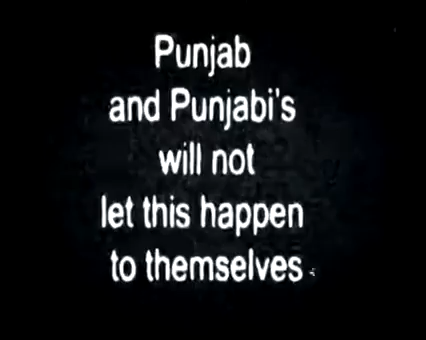 Punjab
and Punjabi's
will not
let this happen
to themselves